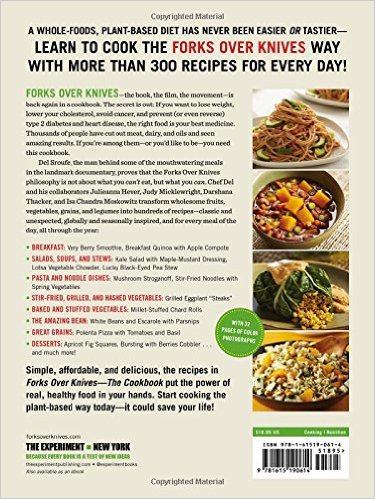 A WHOLE-FOODS, PLANT-BASED DIET HAS NEVER BEEN EASIER OR TASTIER—
LEARN TO COOK THE FORKS OVER KNIVES WAY
WITH MORE THAN 300 RECIPES FOR EVERY DAY!
FORKS OVER KNIVES—the book, the film, the movement—is
back again in a cookbook. The secret is out: If you want to lose weight,
lower your cholesterol, avoid cancer, and prevent (or even reverse)
type 2 diabetes and heart disease, the right food is your best medicine.
Thousands of people have cut out meat, dairy, and oils and seen
amazing results. If you're among them—or you'd like to be—you need
this cookbook.
Del Sroufe, the man behind some of the mouthwatering meals
in the landmark documentary, proves that the Forks Over Knives
philosophy is not about what you can't eat, but what you can. Chef Del
and his collaborators Julieanna Hever, Judy Micklewright, Darshana
Thacker, and Isa Chandra Moskowitz transform wholesome fruits,
vegetables, grains, and legumes into hundreds of recipes—classic and
unexpected, globally and seasonally inspired, and for every meal of the
day, all through the year:
• BREAKFAST: Very Berry Smoothie, Breakfast Quinoa with Apple Compote
• SALADS, SOUPS, AND STEWS: Kale Salad with Maple-Mustard Dressing,
Lotsa Vegetable Chowder, Lucky Black-Eyed Pea Stew
• PASTA AND NOODLE DISHES: Mushroom Stroganoff, Stir-Fried Noodles with
Spring Vegetables
• STIR-FRIED, GRILLED, AND HASHED VEGETABLES: Grilled Eggplant "Steaks"
• BAKED AND STUFFED VEGETABLES: Millet-Stuffed Chard Rolls
• THE AMAZING BEAN: White Beans and Escarole with Parsnips
• GREAT GRAINS: Polenta Pizza with Tomatoes and Basil
• DESSERTS: Apricot Fig Squares, Bursting with Berries Cobbler . . .
and much more!
WITH 32
PAGES OF COLOR
PHOTOGRAPHS
Simple, affordable, and delicious, the recipes in
Forks Over Knives—The Cookbook put the power of
real, healthy food in your hands. Start cooking the
plant-based way today—it could save your life!
forksoverknives.com
THE EXPERIMENT NEW YORK
BECAUSE EVERY BOOK IS A TEST OF NEW IDEAS
theexperimentpublishing.com • @experimentbooks
Also available as an ebook
$18.95 US
Cooking | Nutrition
ISBN 978-1-61519-061-4
51895>
9 781615 190614